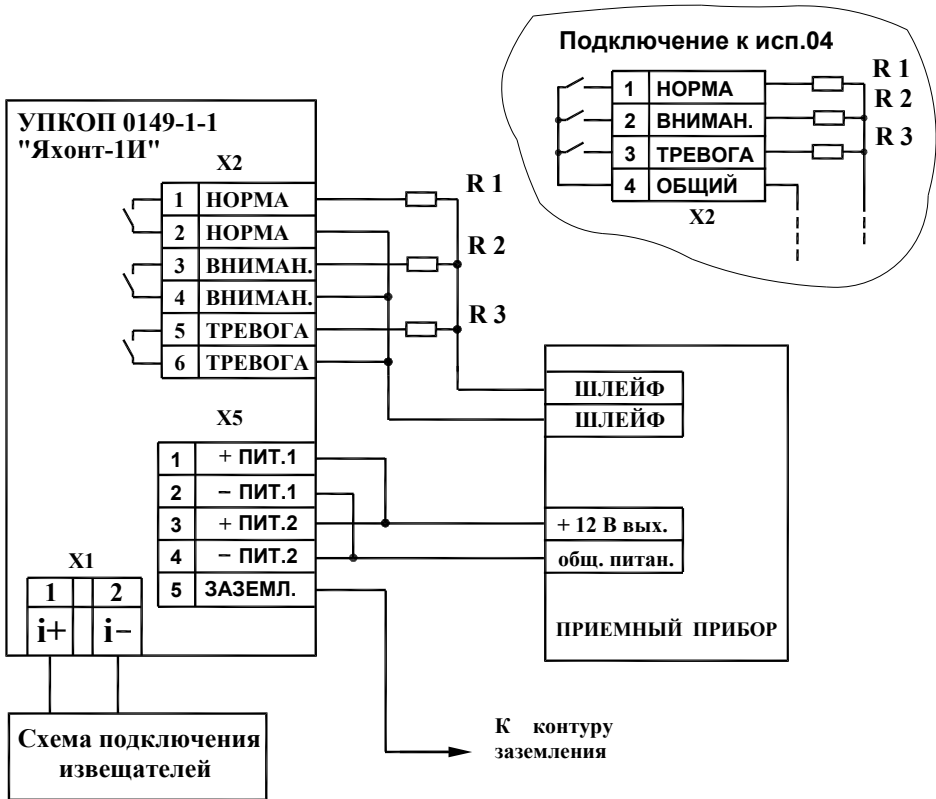 Подключение к исп.04
1 НОРМА
2 ВНИМАН.
3 ТРЕВОГА
4 ОБЩИЙ
X2
R 1
R 2
R 3
УПКОП 0149-1-1
"Яхонт-1И"
X2
1 НОРМА
2 НОРМА
3 ВНИМАН.
4 ВНИМАН.
5 ТРЕВОГА
6 ТРЕВОГА
R 1
R 2
R 3
X5
1 + ПИТ.1
2 – ПИТ.1
3 + ПИТ.2
4 – ПИТ.2
5 ЗАЗЕМЛ.
X1
1 2
i+ i–
ШЛЕЙФ
ШЛЕЙФ
+ 12 В вых.
общ. питан.
ПРИЕМНЫЙ ПРИБОР
Схема подключения
извещателей
К контуру
заземления